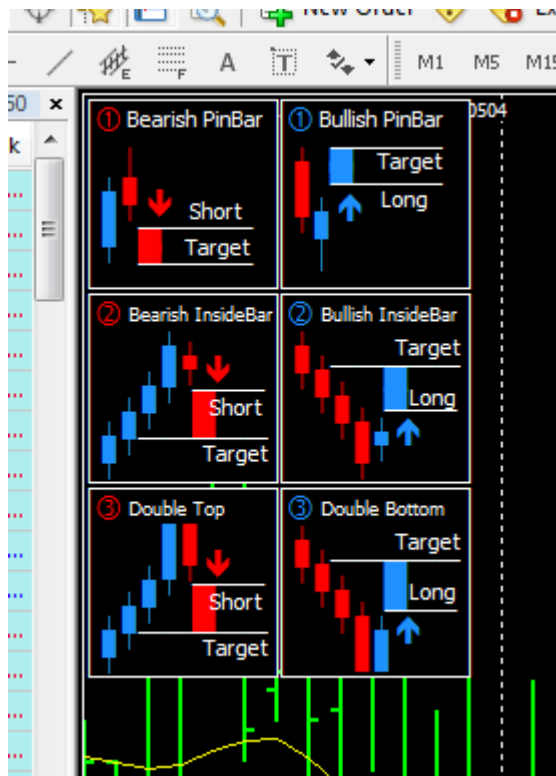 New Order
Ex
E
F
A
T
M1
M5
M15
50
k
0504
① Bearish PinBar
Short
Target
① Bullish PinBar
Target
Long
② Bearish InsideBar
Short
Target
② Bullish InsideBar
Target
Long
③ Double Top
Short
Target
③ Double Bottom
Target
Long